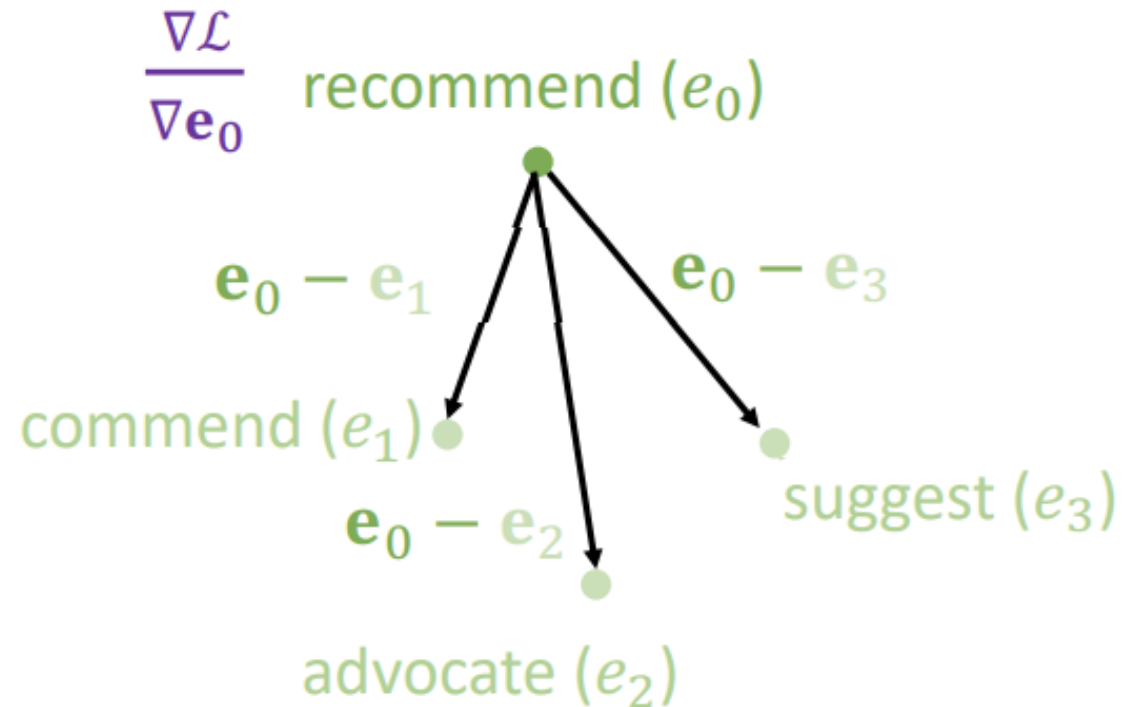 ∇ℒ
∇𝐞₀
recommend (e₀)
𝐞₀ − 𝐞₁
𝐞₀ − 𝐞₃
commend (e₁)
suggest (e₃)
𝐞₀ − 𝐞₂
advocate (e₂)